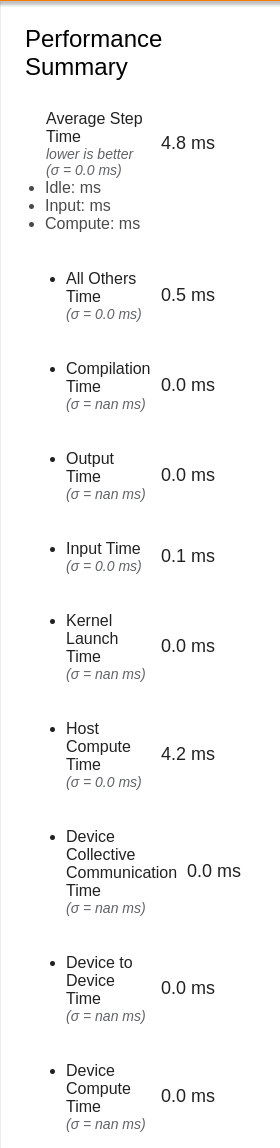 Performance
Summary
Average Step
Time
lower is better
(σ = 0.0 ms)
4.8 ms
• Idle: ms
• Input: ms
• Compute: ms
• All Others
Time
(σ = 0.0 ms)
0.5 ms
• Compilation
Time
(σ = nan ms)
0.0 ms
• Output
Time
(σ = nan ms)
0.0 ms
• Input Time
(σ = 0.0 ms)
0.1 ms
• Kernel
Launch
Time
(σ = nan ms)
0.0 ms
• Host
Compute
Time
(σ = 0.0 ms)
4.2 ms
• Device
Collective
Communication
Time
(σ = nan ms)
0.0 ms
• Device to
Device
Time
(σ = nan ms)
0.0 ms
• Device
Compute
Time
(σ = nan ms)
0.0 ms